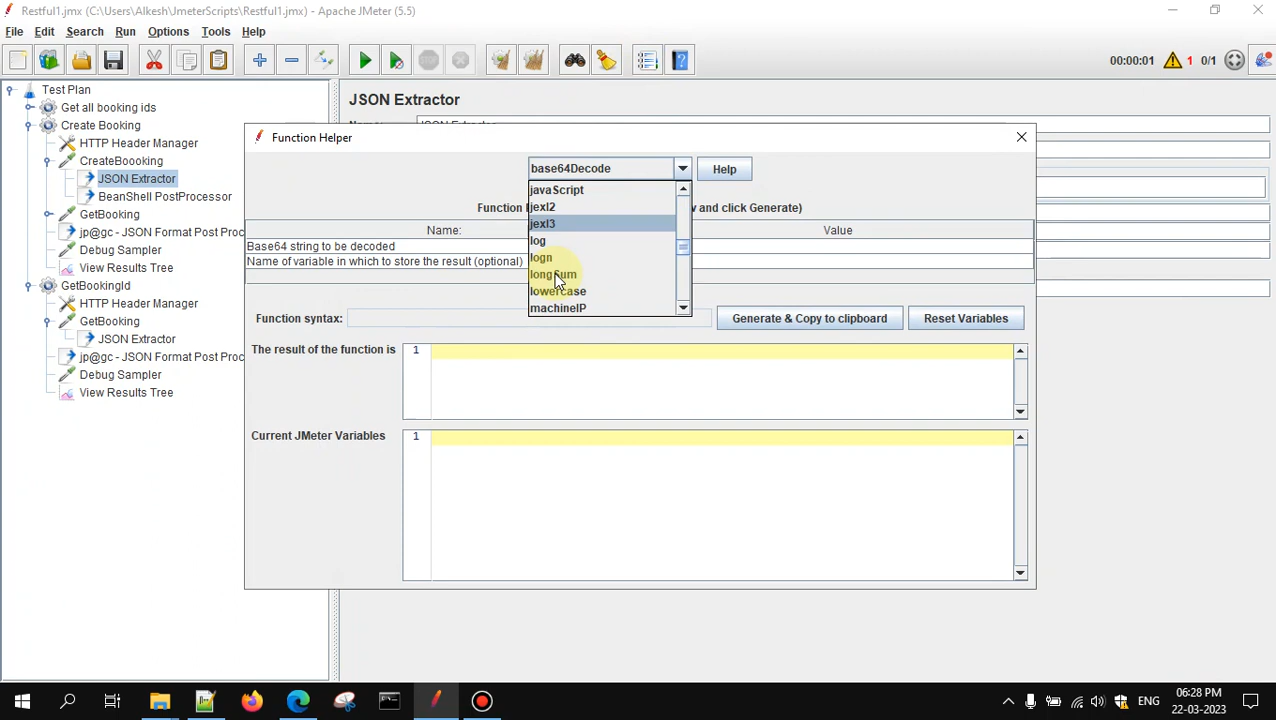 Restful1.jmx (C:\Users\Alkesh\JmeterScripts\Restful1.jmx) - Apache JMeter (5.5)
File Edit Search Run Options Tools Help
00:00:01 1 0/1
Test Plan
Get all booking ids
Create Booking
HTTP Header Manager
CreateBoooking
JSON Extractor
BeanShell PostProcessor
GetBooking
jp@gc - JSON Format Post Proc
Debug Sampler
View Results Tree
GetBookingId
HTTP Header Manager
GetBooking
JSON Extractor
jp@gc - JSON Format Post Proc
Debug Sampler
View Results Tree
JSON Extractor
Function Helper
base64Decode
Help
javaScript
jexl2
jexl3
log
logn
longSum
lowercase
machineIP
Function
w and click Generate)
Name:
Value
Base64 string to be decoded
Name of variable in which to store the result (optional)
Function syntax:
Generate & Copy to clipboard
Reset Variables
The result of the function is
1
Current JMeter Variables
1
ENG
06:28 PM
22-03-2023